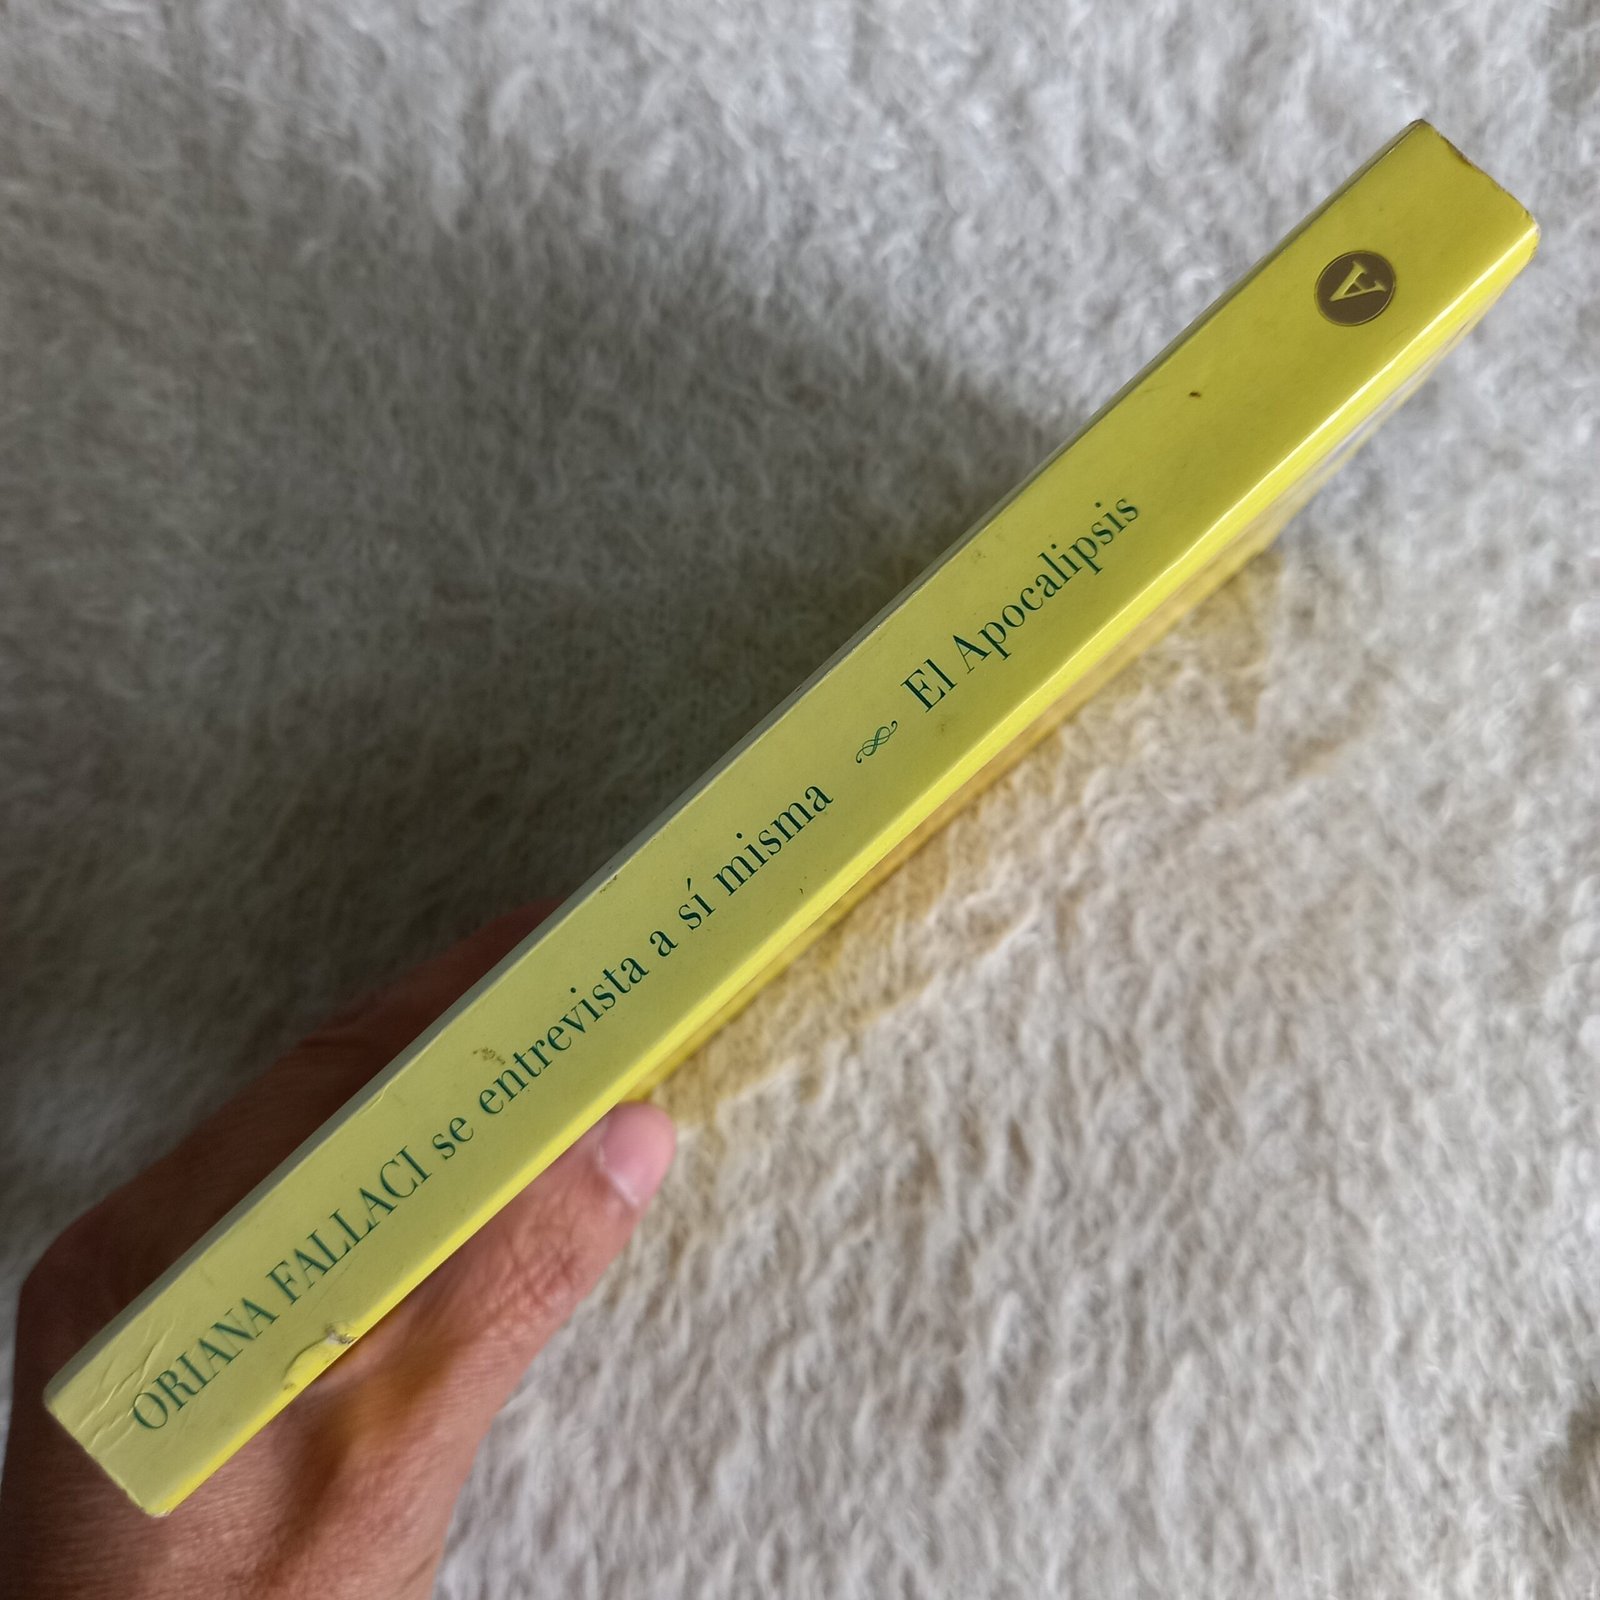 ORIANA FALLACI se entrevista a sí misma El Apocalipsis
A